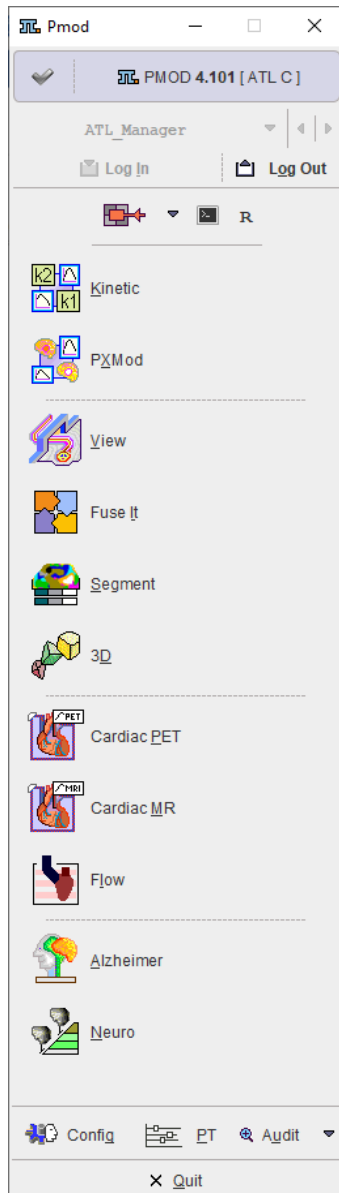 Pmod
PMOD 4.101 [ ATL C ]
ATL_Manager
Log In Log Out
R
k2
k1
Kinetic
PXMod
View
Fuse It
Segment
3D
PET
Cardiac PET
MRI
Cardiac MR
Flow
Alzheimer
Neuro
Config PT Audit
Quit